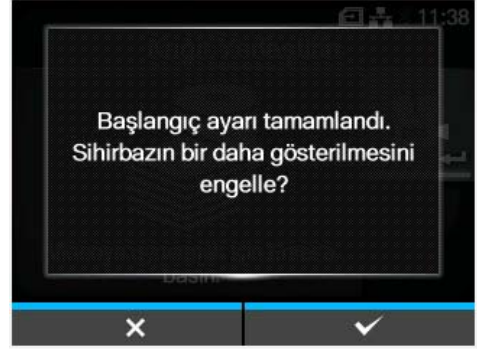 11:38
Başlangıç ayarı tamamlandı.
Sihirbazın bir daha gösterilmesini
engelle?